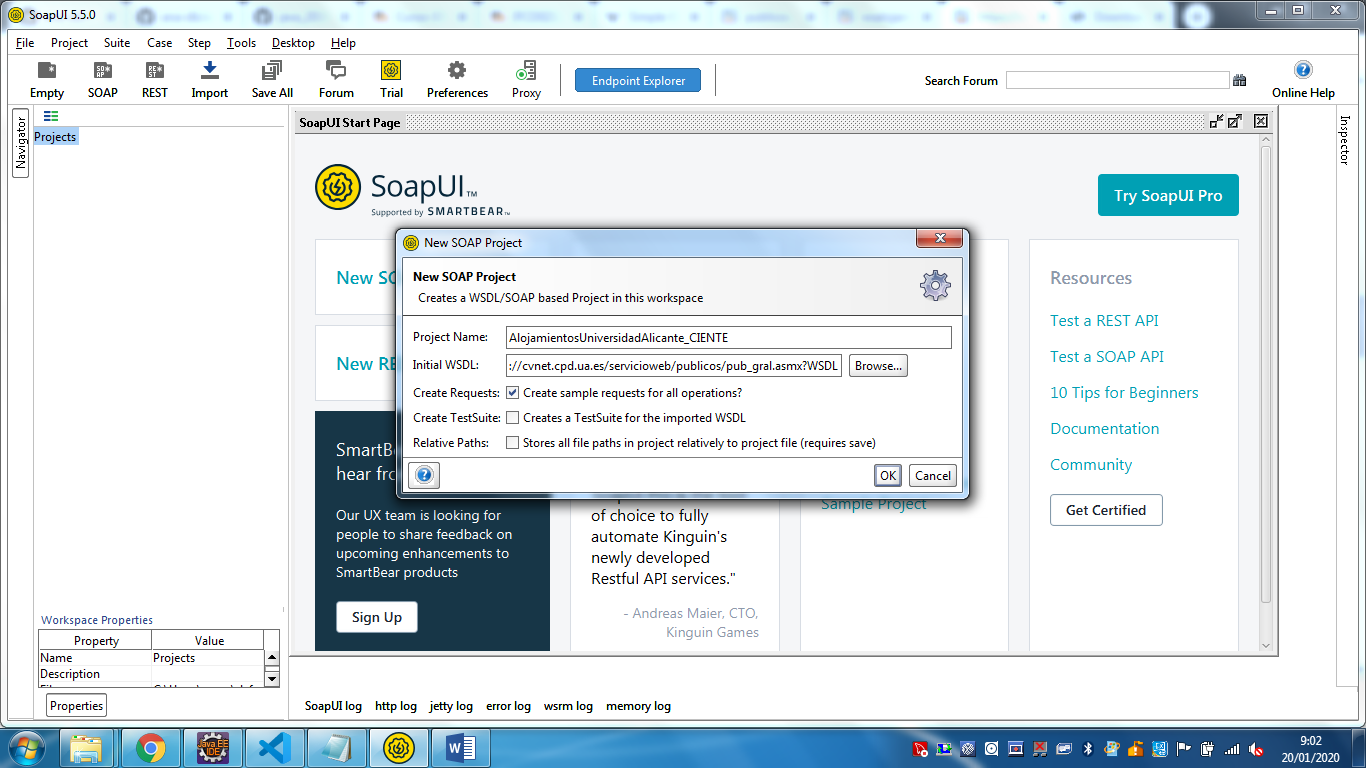 SoapUI 5.5.0
File Project Suite Case Step Tools Desktop Help
Empty SOAP REST Import Save All Forum Trial Preferences Proxy Endpoint Explorer Search Forum Online Help
Navigator
Projects
SoapUI Start Page
Inspector
SoapUI™
Supported by SMARTBEAR™
Try SoapUI Pro
New SO
New RE
New SOAP Project
New SOAP Project
Creates a WSDL/SOAP based Project in this workspace
Project Name: AlojamientosUniversidadAlicante_CIENTE
Initial WSDL: ://cvnet.cpd.ua.es/servicioweb/publicos/pub_gral.asmx?WSDL Browse...
Create Requests: Create sample requests for all operations?
Create TestSuite: Creates a TestSuite for the imported WSDL
Relative Paths: Stores all file paths in project relatively to project file (requires save)
OK Cancel
SmartBe
hear fro
Our UX team is looking for
people to share feedback on
upcoming enhancements to
SmartBear products
Sign Up
of choice to fully
automate Kinguin's
newly developed
Restful API services."
- Andreas Maier, CTO,
Kinguin Games
Sample Project
Resources
Test a REST API
Test a SOAP API
10 Tips for Beginners
Documentation
Community
Get Certified
Workspace Properties
Property Value
Name Projects
Description
Properties
SoapUI log http log jetty log error log wsrm log memory log
Java EE
IDE
9:02
20/01/2020